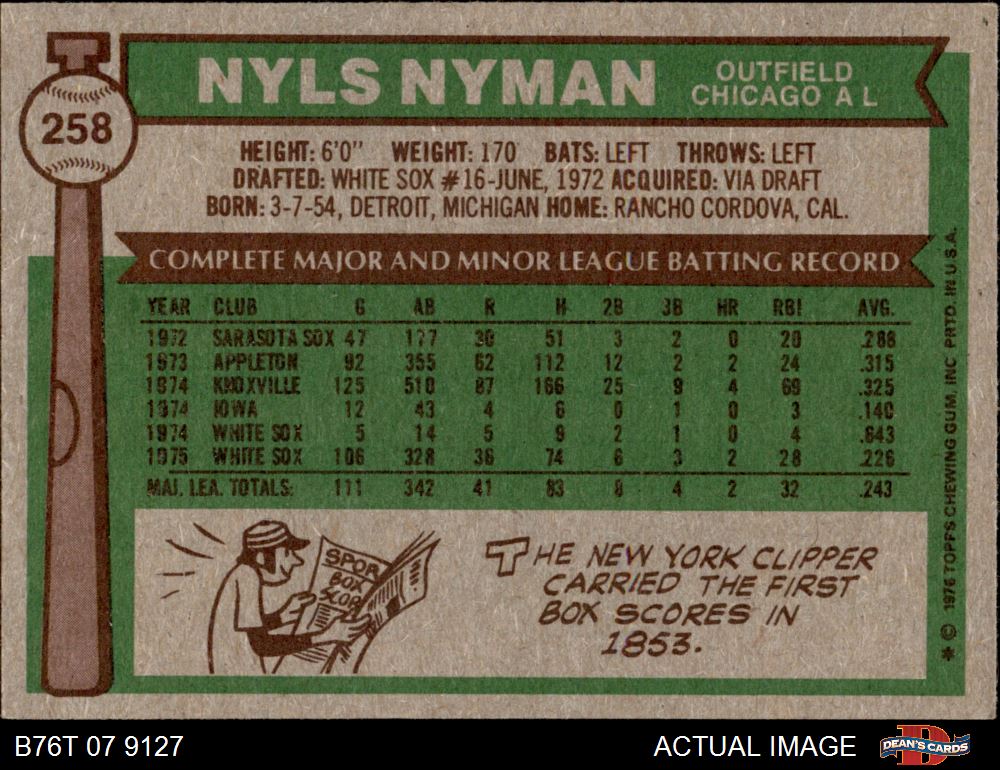 258
NYLS NYMAN
OUTFIELD
CHICAGO A L
HEIGHT: 6'0" WEIGHT: 170 BATS: LEFT THROWS: LEFT
DRAFTED: WHITE SOX #16-JUNE, 1972 ACQUIRED: VIA DRAFT
BORN: 3-7-54, DETROIT, MICHIGAN HOME: RANCHO CORDOVA, CAL.
COMPLETE MAJOR AND MINOR LEAGUE BATTING RECORD
YEAR CLUB G AB R H 2B 3B HR RBI AVG.
1972 SARASOTA SOX 47 177 30 51 3 2 0 20 .288
1973 APPLETON 92 355 62 112 12 2 2 24 .315
1974 KNOXVILLE 125 510 87 166 25 9 4 69 .325
1974 IOWA 12 43 4 6 0 1 0 3 .140
1974 WHITE SOX 5 14 5 9 2 1 0 4 .643
1975 WHITE SOX 106 328 36 74 6 3 2 28 .226
MAJ. LEA. TOTALS: 111 342 41 83 8 4 2 32 .243
SPOR
BOX
SCOR
THE NEW YORK CLIPPER
CARRIED THE FIRST
BOX SCORES IN
1853.
* © 1976 TOPPS CHEWING GUM, INC PRTD. IN U.S.A.
B76T 07 9127
ACTUAL IMAGE
DEAN'S CARDS